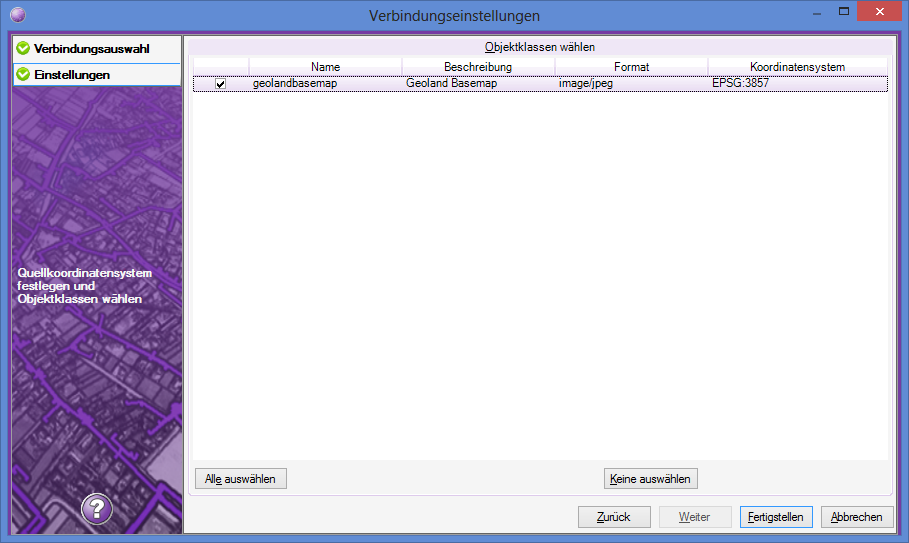 Verbindungseinstellungen
Verbindungsauswahl
Einstellungen
Quellkoordinatensystem
festlegen und
Objektklassen wählen
?
Objektklassen wählen
Name Beschreibung Format Koordinatensystem
geolandbasemap Geoland Basemap image/jpeg EPSG:3857
Alle auswählen Keine auswählen
Zurück Weiter Fertigstellen Abbrechen